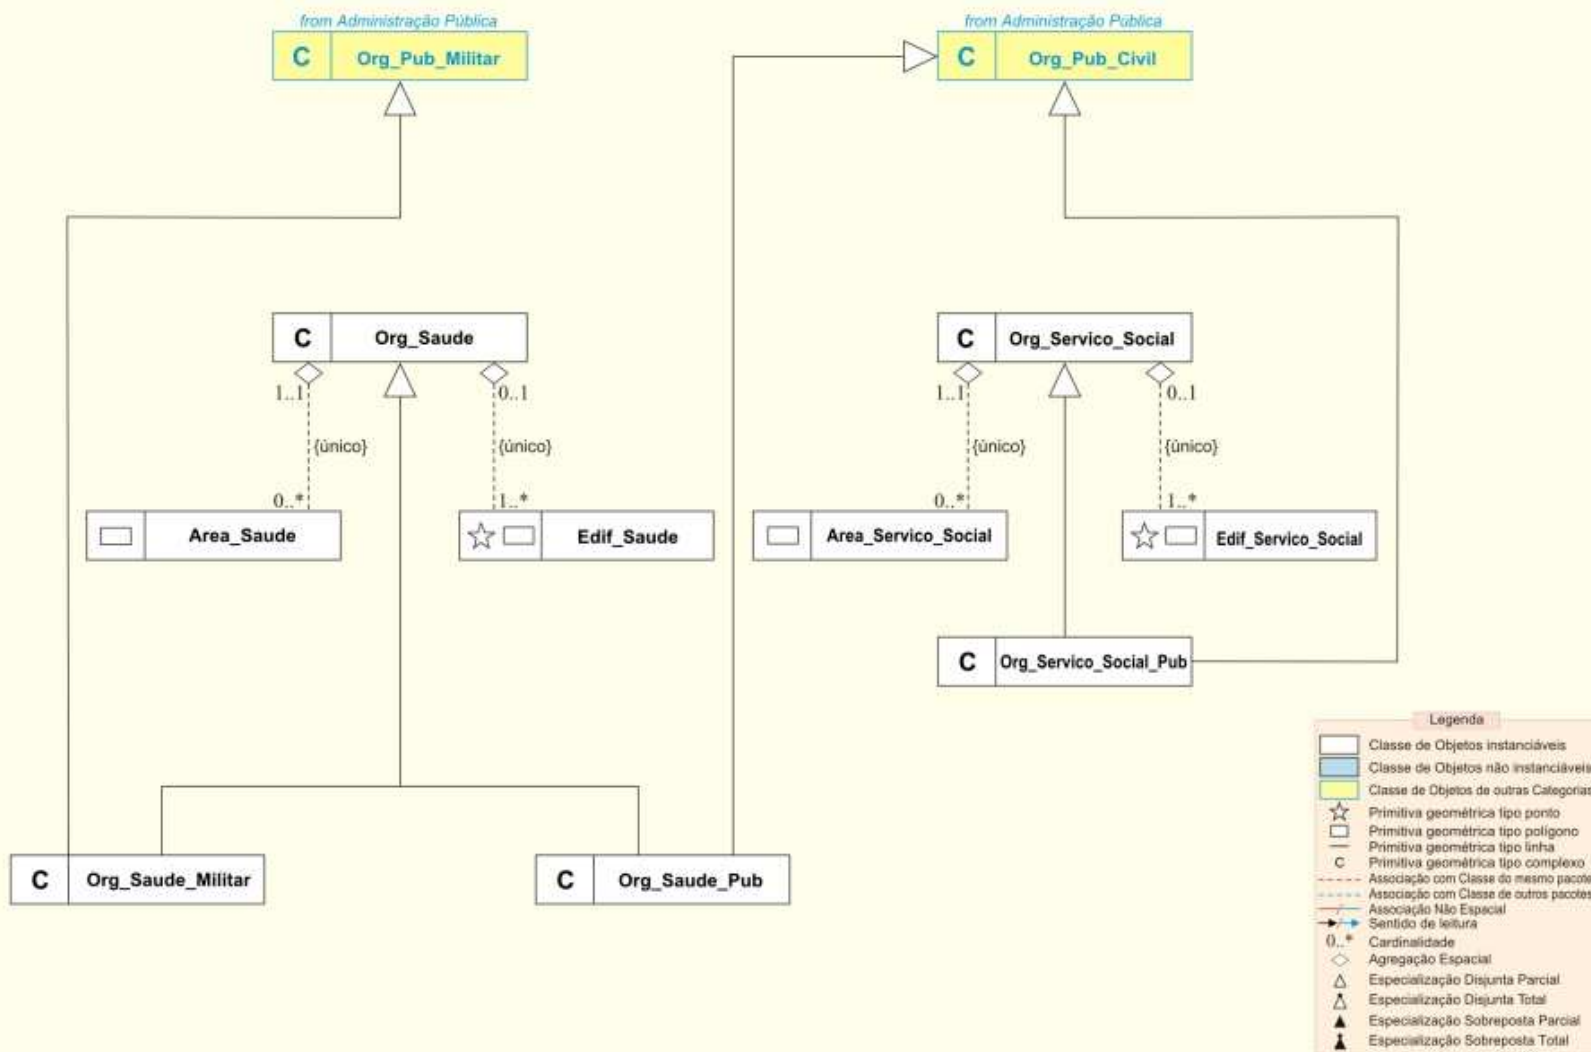 from Administração Pública
C Org_Pub_Militar
from Administração Pública
C Org_Pub_Civil
C Org_Saude
1..1
0..1
{único}
{único}
0..*
1..*
Area_Saude
Edif_Saude
C Org_Servico_Social
1..1
0..1
{único}
{único}
0..*
1..*
Area_Servico_Social
Edif_Servico_Social
C Org_Servico_Social_Pub
C Org_Saude_Militar
C Org_Saude_Pub
Legenda
Classe de Objetos instanciáveis
Classe de Objetos não instanciáveis
Classe de Objetos de outras Categorias
Primitiva geométrica tipo ponto
Primitiva geométrica tipo polígono
Primitiva geométrica tipo linha
C Primitiva geométrica tipo complexo
Associação com Classe do mesmo pacote
Associação com Classe de outros pacotes
Associação Não Espacial
Sentido de leitura
0..* Cardinalidade
Agregação Espacial
Especialização Disjunta Parcial
Especialização Disjunta Total
Especialização Sobreposta Parcial
Especialização Sobreposta Total